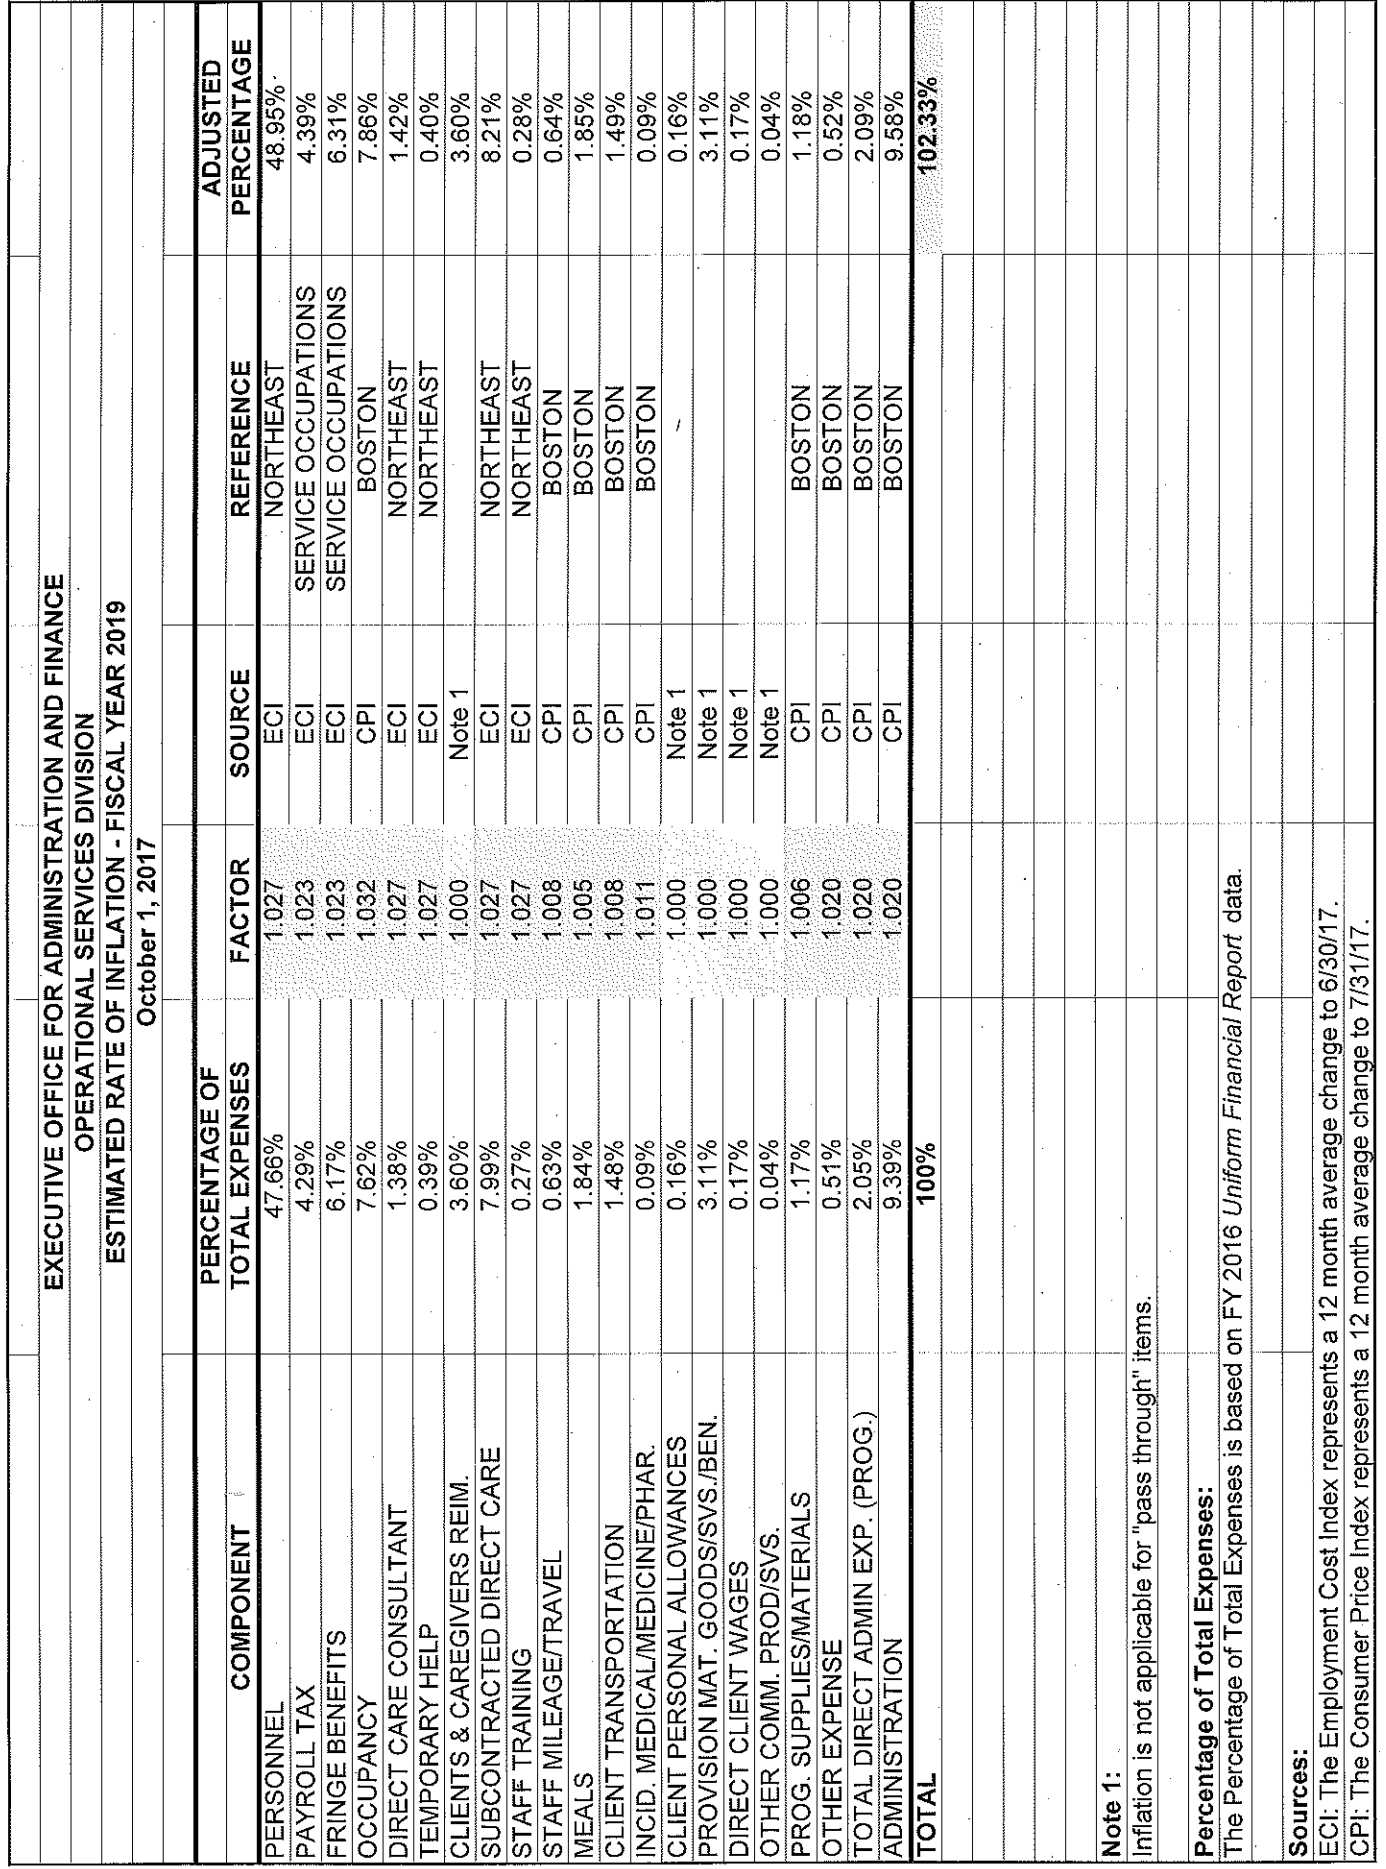 EXECUTIVE OFFICE FOR ADMINISTRATION AND FINANCE
OPERATIONAL SERVICES DIVISION
ESTIMATED RATE OF INFLATION - FISCAL YEAR 2019
October 1, 2017
PERCENTAGE OF ADJUSTED
COMPONENT TOTAL EXPENSES FACTOR SOURCE REFERENCE PERCENTAGE
PERSONNEL 47.66% 1.027 ECI NORTHEAST 48.95%
PAYROLL TAX 4.29% 1.023 ECI SERVICE OCCUPATIONS 4.39%
FRINGE BENEFITS 6.17% 1.023 ECI SERVICE OCCUPATIONS 6.31%
OCCUPANCY 7.62% 1.032 CPI BOSTON 7.86%
DIRECT CARE CONSULTANT 1.38% 1.027 ECI NORTHEAST 1.42%
TEMPORARY HELP 0.39% 1.027 ECI NORTHEAST 0.40%
CLIENTS & CAREGIVERS REIM. 3.60% 1.000 Note 1 3.60%
SUBCONTRACTED DIRECT CARE 7.99% 1.027 ECI NORTHEAST 8.21%
STAFF TRAINING 0.27% 1.027 ECI NORTHEAST 0.28%
STAFF MILEAGE/TRAVEL 0.63% 1.008 CPI BOSTON 0.64%
MEALS 1.84% 1.005 CPI BOSTON 1.85%
CLIENT TRANSPORTATION 1.48% 1.008 CPI BOSTON 1.49%
INCID. MEDICAL/MEDICINE/PHAR. 0.09% 1.011 CPI BOSTON 0.09%
CLIENT PERSONAL ALLOWANCES 0.16% 1.000 Note 1 0.16%
PROVISION MAT. GOODS/SVS./BEN. 3.11% 1.000 Note 1 3.11%
DIRECT CLIENT WAGES 0.17% 1.000 Note 1 0.17%
OTHER COMM. PROD/SVS. 0.04% 1.000 Note 1 0.04%
PROG. SUPPLIES/MATERIALS 1.17% 1.006 CPI BOSTON 1.18%
OTHER EXPENSE 0.51% 1.020 CPI BOSTON 0.52%
TOTAL DIRECT ADMIN EXP. (PROG.) 2.05% 1.020 CPI BOSTON 2.09%
ADMINISTRATION 9.39% 1.020 CPI BOSTON 9.58%
TOTAL 100% 102.33%
Note 1:
Inflation is not applicable for "pass through" items.
Percentage of Total Expenses:
The Percentage of Total Expenses is based on FY 2016 Uniform Financial Report data.
Sources:
ECI: The Employment Cost Index represents a 12 month average change to 6/30/17.
CPI: The Consumer Price Index represents a 12 month average change to 7/31/17.